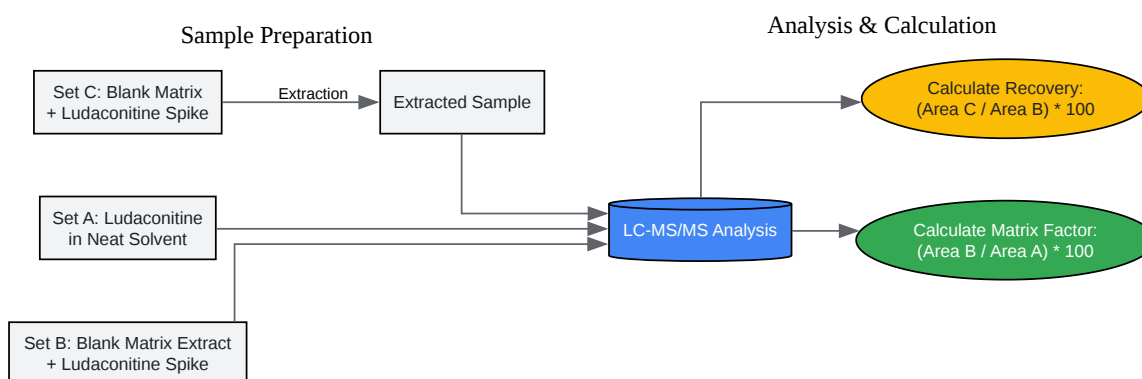 Sample Preparation
Analysis & Calculation
Set C: Blank Matrix
+ Ludaconitine Spike
Extraction
Extracted Sample
Calculate Recovery:
(Area C / Area B) * 100
Set A: Ludaconitine
in Neat Solvent
LC-MS/MS Analysis
Calculate Matrix Factor:
(Area B / Area A) * 100
Set B: Blank Matrix Extract
+ Ludaconitine Spike